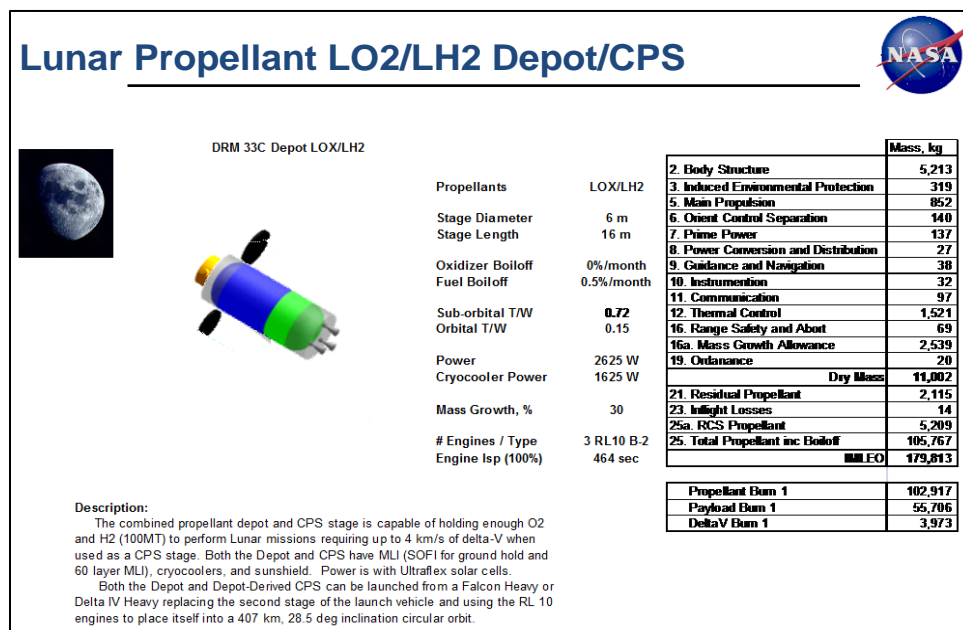 Lunar Propellant LO2/LH2 Depot/CPS
NASA
DRM 33C Depot LOX/LH2
Propellants LOX/LH2
Stage Diameter 6 m
Stage Length 16 m
Oxidizer Boiloff 0%/month
Fuel Boiloff 0.5%/month
Sub-orbital T/W 0.72
Orbital T/W 0.15
Power 2625 W
Cryocooler Power 1625 W
Mass Growth, % 30
# Engines / Type 3 RL10 B-2
Engine Isp (100%) 464 sec
Mass, kg
2. Body Structure 5,213
3. Induced Environmental Protection 319
5. Main Propulsion 852
6. Orient Control Separation 140
7. Prime Power 137
8. Power Conversion and Distribution 27
9. Guidance and Navigation 38
10. Instrumention 32
11. Communication 97
12. Thermal Control 1,521
16. Range Safety and Abort 69
16a. Mass Growth Allowance 2,539
19. Ordanance 20
Dry Mass 11,002
21. Residual Propellant 2,115
23. Inflight Losses 14
25a. RCS Propellant 5,209
25. Total Propellant inc Boiloff 105,767
IMLEO 179,813
Propellant Burn 1 102,917
Payload Burn 1 55,706
DeltaV Burn 1 3,973
Description:
The combined propellant depot and CPS stage is capable of holding enough O2
and H2 (100MT) to perform Lunar missions requiring up to 4 km/s of delta-V when
used as a CPS stage. Both the Depot and CPS have MLI (SOFI for ground hold and
60 layer MLI), cryocoolers, and sunshield. Power is with Ultraflex solar cells.
Both the Depot and Depot-Derived CPS can be launched from a Falcon Heavy or
Delta IV Heavy replacing the second stage of the launch vehicle and using the RL 10
engines to place itself into a 407 km, 28.5 deg inclination circular orbit.